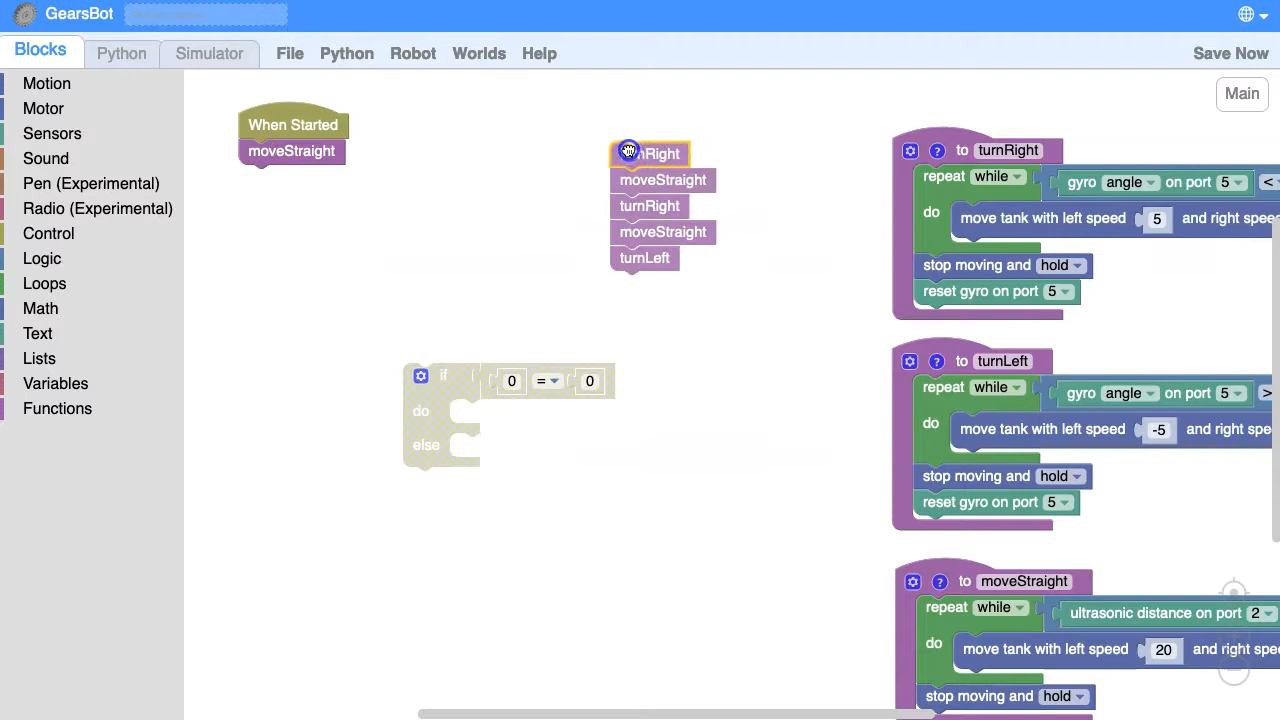 GearsBot
Blocks Python Simulator File Python Robot Worlds Help Save Now
Main
Motion
Motor
Sensors
Sound
Pen (Experimental)
Radio (Experimental)
Control
Logic
Loops
Math
Text
Lists
Variables
Functions
When Started
moveStraight
moveStraight
turnRight
moveStraight
turnLeft
if 0 = 0
do
else
to turnRight
repeat while gyro angle on port 5 <
do move tank with left speed 5 and right
stop moving and hold
reset gyro on port 5
to turnLeft
repeat while gyro angle on port 5 >
do move tank with left speed -5 and right
stop moving and hold
reset gyro on port 5
to moveStraight
repeat while ultrasonic distance on port 2
do move tank with left speed 20 and right
stop moving and hold